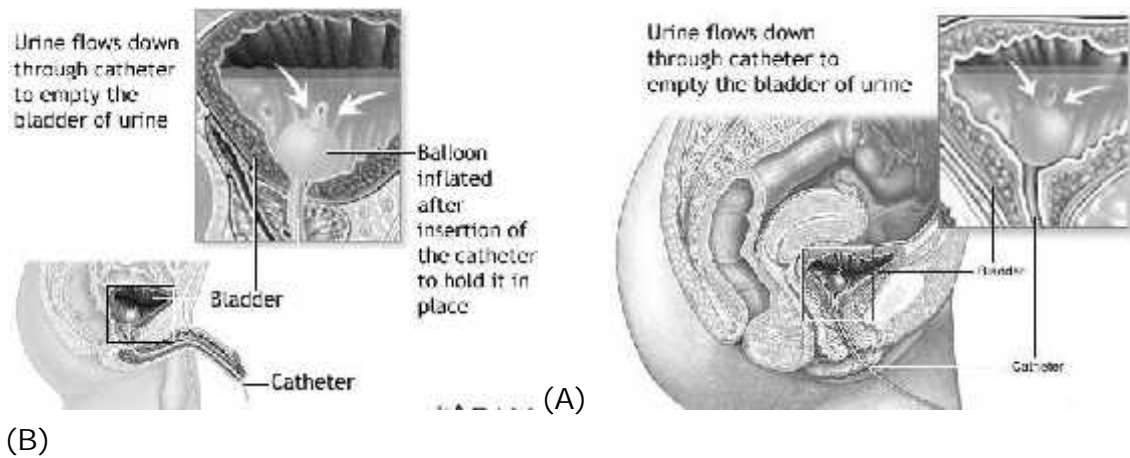 Urine flows down
through catheter
to empty the
bladder of urine
Balloon
inflated
after
insertion of
the catheter
to hold it in
place
Bladder
Catheter
(A)
Urine flows down
through catheter to
empty the bladder of urine
Bladder
Catheter
(B)